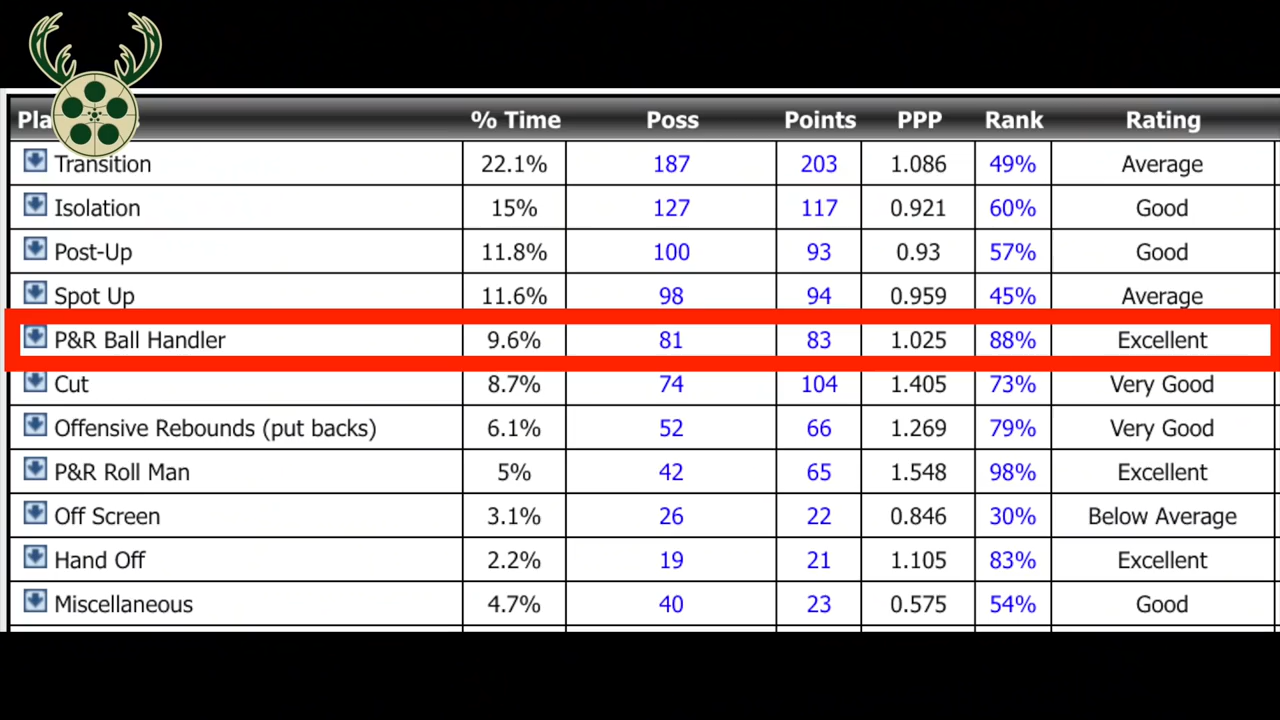 Pla % Time Poss Points PPP Rank Rating
Transition 22.1% 187 203 1.086 49% Average
Isolation 15% 127 117 0.921 60% Good
Post-Up 11.8% 100 93 0.93 57% Good
Spot Up 11.6% 98 94 0.959 45% Average
P&R Ball Handler 9.6% 81 83 1.025 88% Excellent
Cut 8.7% 74 104 1.405 73% Very Good
Offensive Rebounds (put backs) 6.1% 52 66 1.269 79% Very Good
P&R Roll Man 5% 42 65 1.548 98% Excellent
Off Screen 3.1% 26 22 0.846 30% Below Average
Hand Off 2.2% 19 21 1.105 83% Excellent
Miscellaneous 4.7% 40 23 0.575 54% Good